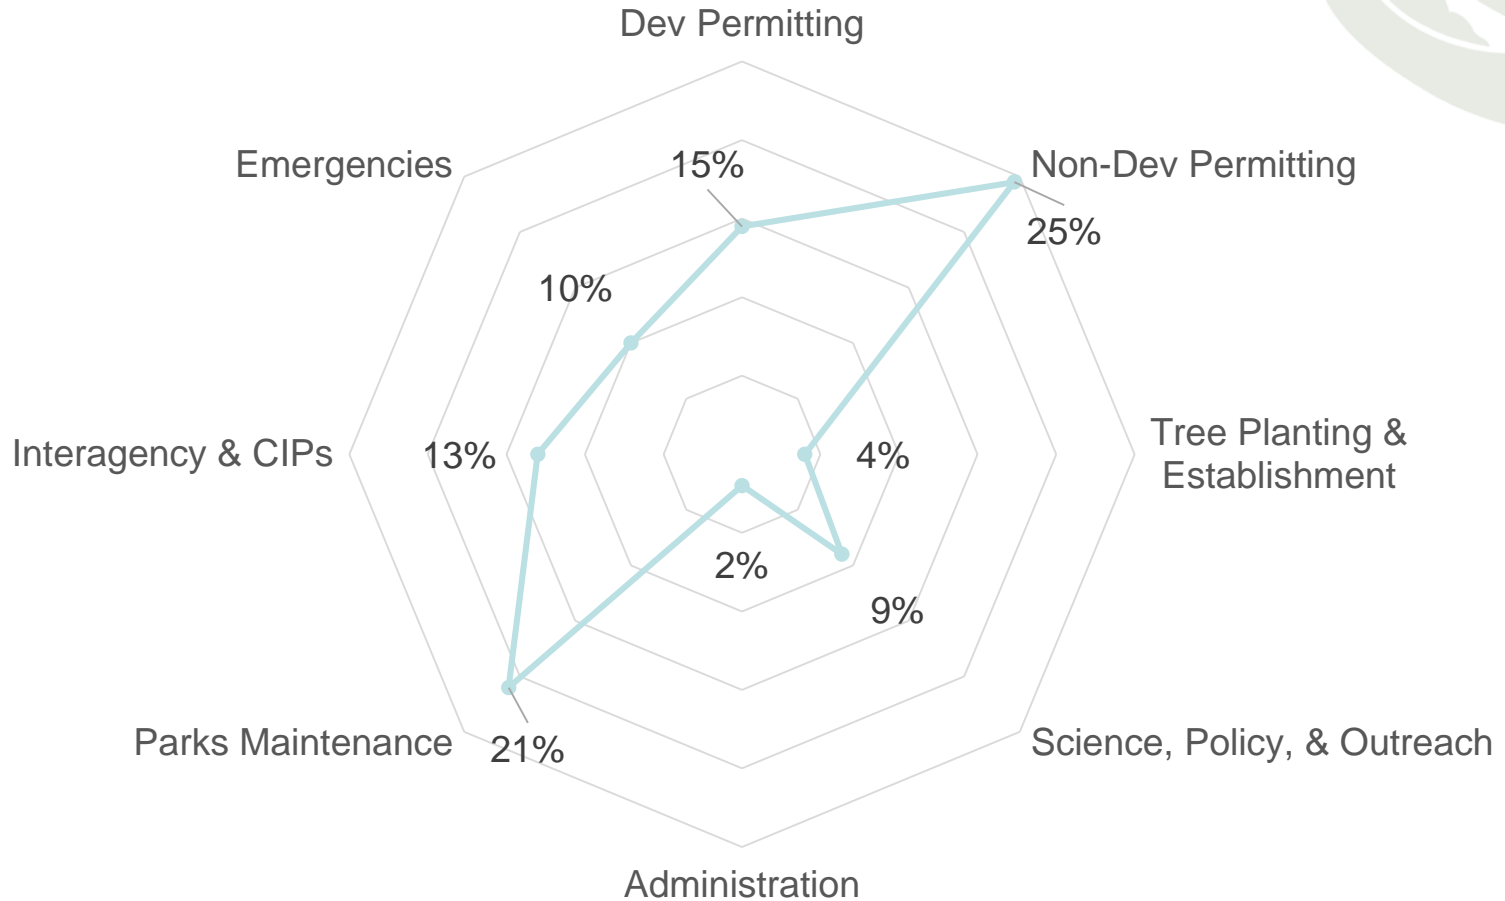 Dev Permitting
Emergencies
15%
Non-Dev Permitting
25%
10%
Interagency & CIPs
13%
4%
Tree Planting &
Establishment
2%
9%
Parks Maintenance
21%
Science, Policy, & Outreach
Administration